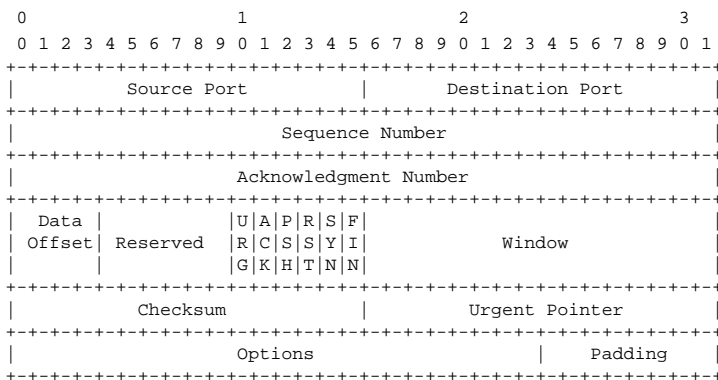 0                   1                   2                   3
0 1 2 3 4 5 6 7 8 9 0 1 2 3 4 5 6 7 8 9 0 1 2 3 4 5 6 7 8 9 0 1
+-+-+-+-+-+-+-+-+-+-+-+-+-+-+-+-+-+-+-+-+-+-+-+-+-+-+-+-+-+-+-+-+
|          Source Port          |       Destination Port        |
+-+-+-+-+-+-+-+-+-+-+-+-+-+-+-+-+-+-+-+-+-+-+-+-+-+-+-+-+-+-+-+-+
|                        Sequence Number                        |
+-+-+-+-+-+-+-+-+-+-+-+-+-+-+-+-+-+-+-+-+-+-+-+-+-+-+-+-+-+-+-+-+
|                    Acknowledgment Number                      |
+-+-+-+-+-+-+-+-+-+-+-+-+-+-+-+-+-+-+-+-+-+-+-+-+-+-+-+-+-+-+-+-+
|  Data |           |U|A|P|R|S|F|                               |
| Offset| Reserved  |R|C|S|S|Y|I|            Window             |
|       |           |G|K|H|T|N|N|                               |
+-+-+-+-+-+-+-+-+-+-+-+-+-+-+-+-+-+-+-+-+-+-+-+-+-+-+-+-+-+-+-+-+
|           Checksum            |         Urgent Pointer        |
+-+-+-+-+-+-+-+-+-+-+-+-+-+-+-+-+-+-+-+-+-+-+-+-+-+-+-+-+-+-+-+-+
|                    Options                    |    Padding    |
+-+-+-+-+-+-+-+-+-+-+-+-+-+-+-+-+-+-+-+-+-+-+-+-+-+-+-+-+-+-+-+-+